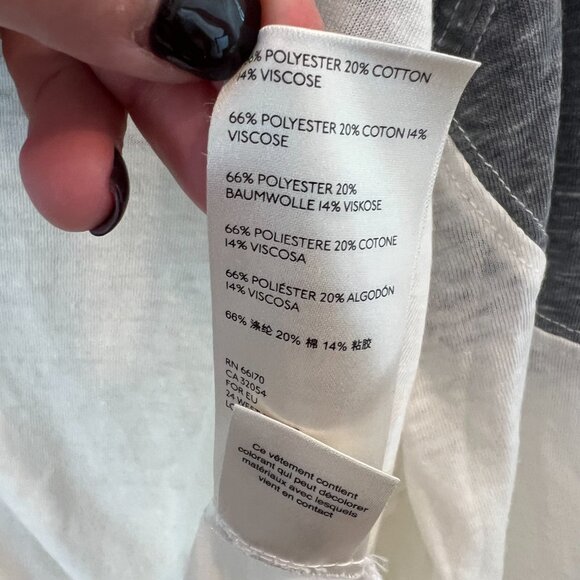 POLYESTER 20% COTTON
14% VISCOSE
66% POLYESTER 20% COTON 14%
VISCOSE
66% POLYESTER 20%
BAUMWOLLE 14% VISKOSE
66% POLIESTERE 20% COTONE
14% VISCOSA
66% POLIÉSTER 20% ALGODÓN
14% VISCOSA
66% 涤纶 20% 棉 14% 粘胶
RN 66170
CA 32054
FOR EU
24
Ce vêtement contient
colorant qui peut décolorer
matériaux avec lesquels
vient en contact